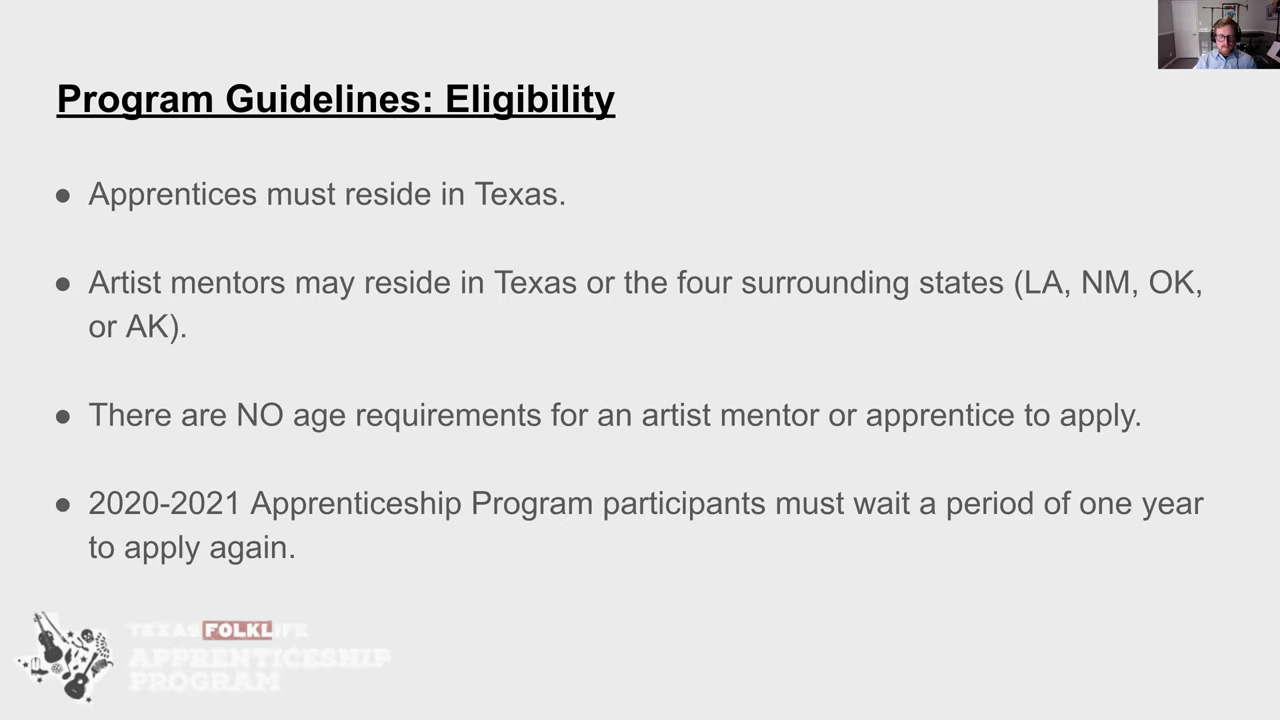 Program Guidelines: Eligibility
● Apprentices must reside in Texas.
● Artist mentors may reside in Texas or the four surrounding states (LA, NM, OK,
or AK).
● There are NO age requirements for an artist mentor or apprentice to apply.
● 2020-2021 Apprenticeship Program participants must wait a period of one year
to apply again.
TEXAS FOLKLIFE
APPRENTICESHIP
PROGRAM